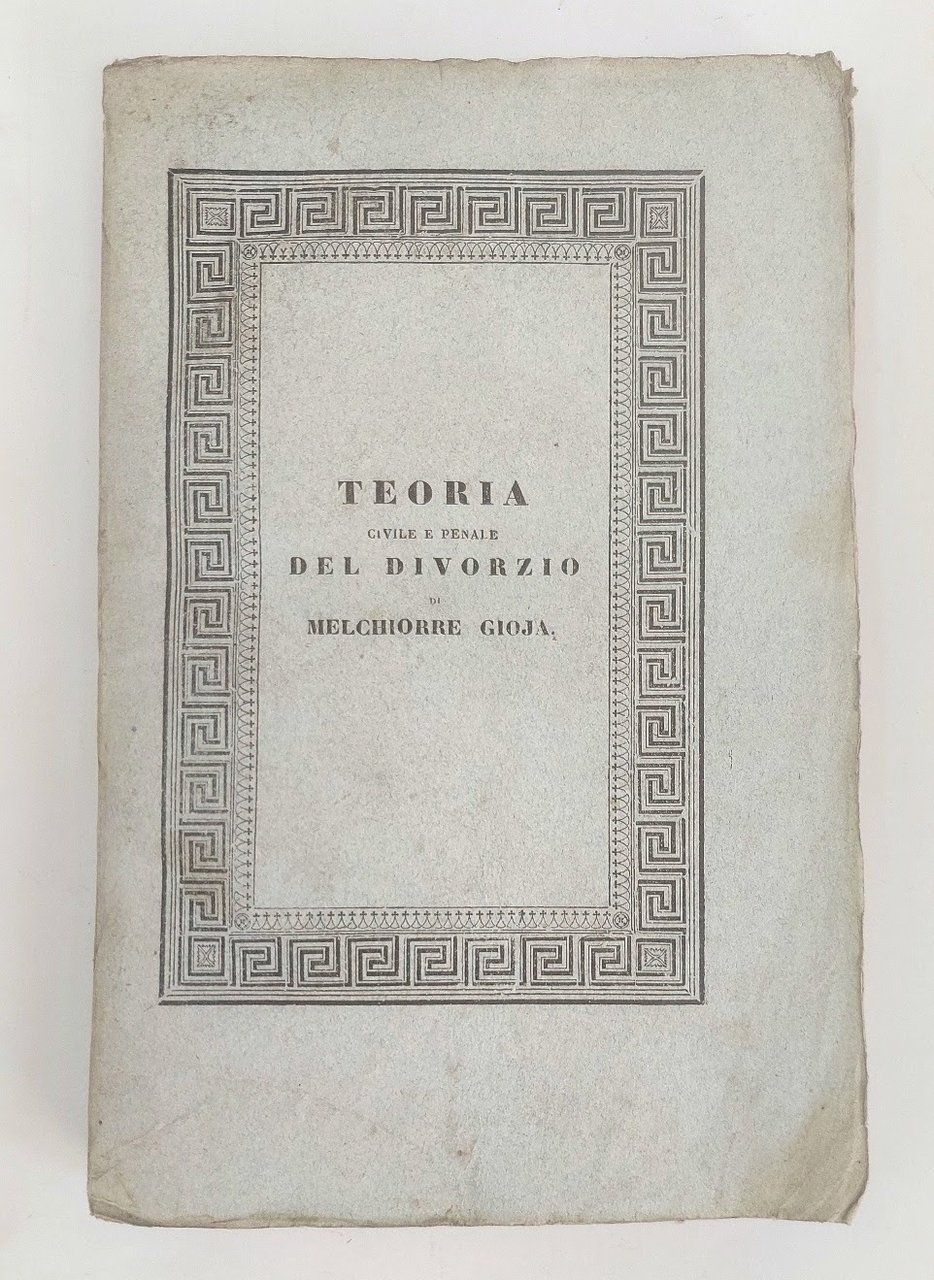 TEORIA
CIVILE E PENALE
DEL DIVORZIO
DI
MELCHIORRE GIOJA.